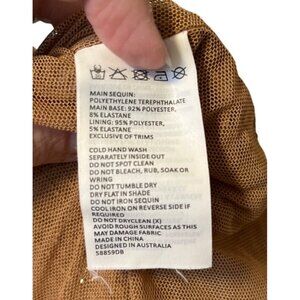 MAIN SEQUIN:
POLYETHYLENE TEREPHTHALATE
MAIN BASE: 92% POLYESTER,
8% ELASTANE
LINING: 95% POLYESTER,
5% ELASTANE
EXCLUSIVE OF TRIMS
COLD HAND WASH
SEPARATELY INSIDE OUT
DO NOT SPOT CLEAN
DO NOT BLEACH, RUB, SOAK OR
WRING
DO NOT TUMBLE DRY
DRY FLAT IN SHADE
DO NOT IRON SEQUIN
COOL IRON ON REVERSE SIDE IF
REQUIRED
DO NOT DRYCLEAN (X)
AVOID ROUGH SURFACES AS THIS
MAY DAMAGE FABRIC
MADE IN CHINA
DESIGNED IN AUSTRALIA
S8859DB